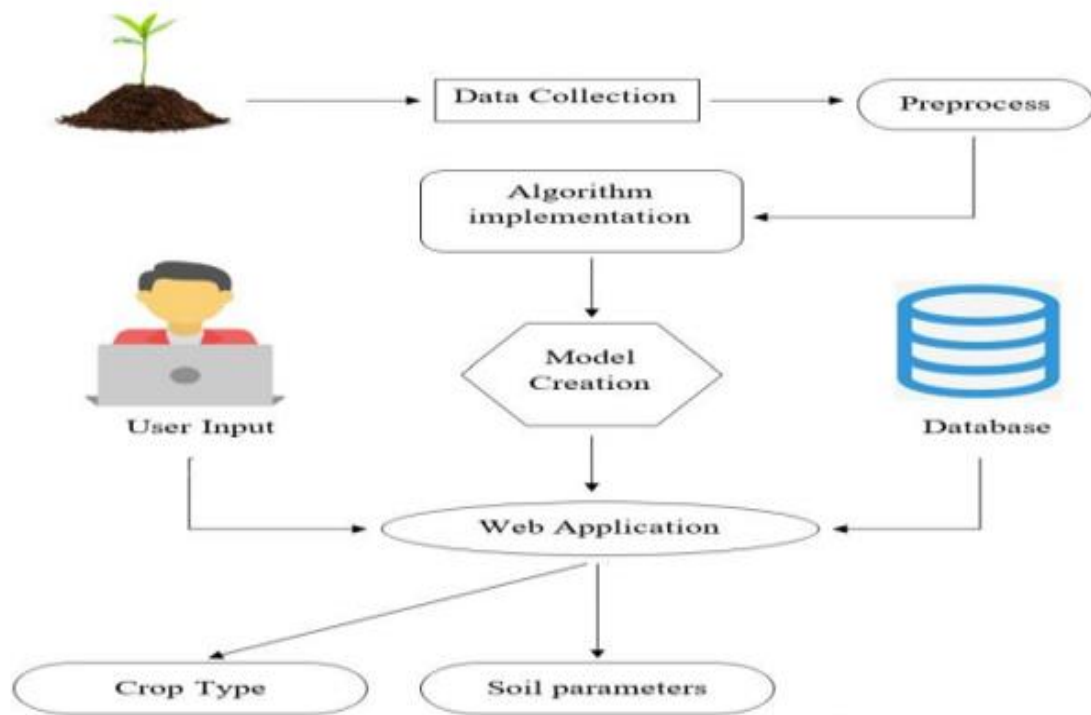 Data Collection
Preprocess
Algorithm
implementation
Model
Creation
User Input
Database
Web Application
Crop Type
Soil parameters